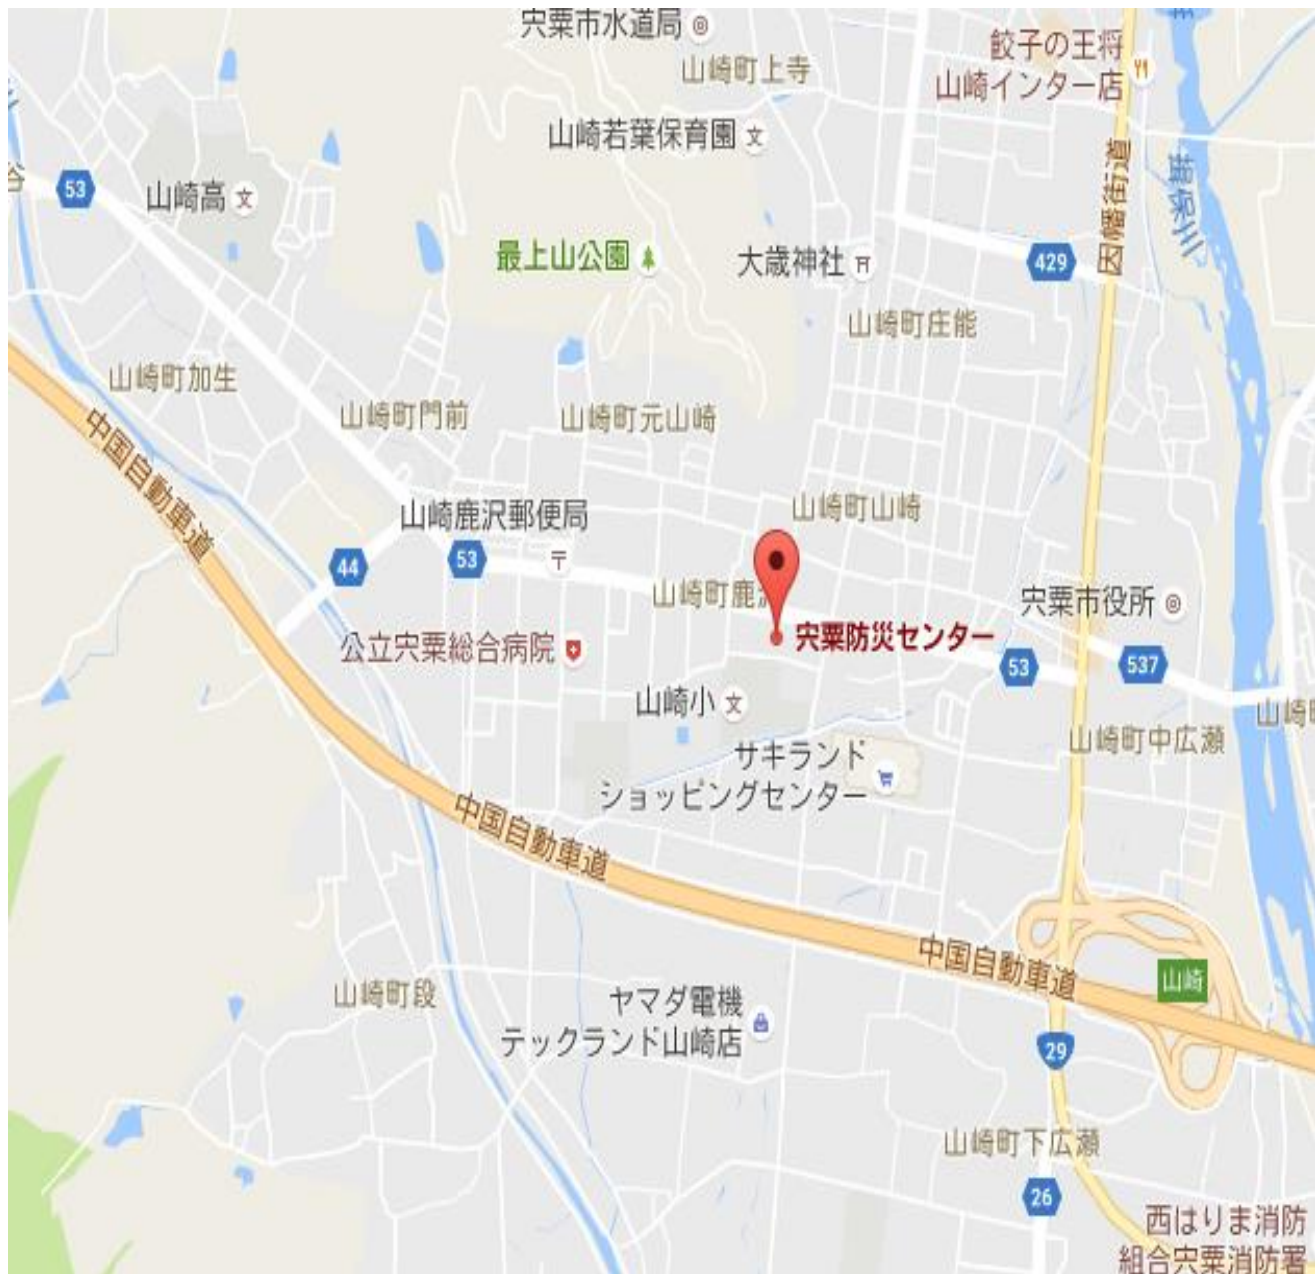 宍粟市水道局
山崎町上寺
餃子の王将
山崎インター店
山崎若葉保育園
因幡街道
揖保川
谷
53
山崎高
最上山公園
大歳神社
429
山崎町庄能
山崎町加生
山崎町門前
山崎町元山崎
中国自動車道
山崎鹿沢郵便局
山崎町山崎
44
53
山崎町鹿
宍粟市役所
公立宍粟総合病院
宍粟防災センター
53
537
山崎小
山崎町
山崎町中広瀬
サキランド
ショッピングセンター
中国自動車道
中国自動車道
山崎
山崎町段
ヤマダ電機
テックランド山崎店
29
山崎町下広瀬
26
西はりま消防
組合宍粟消防署